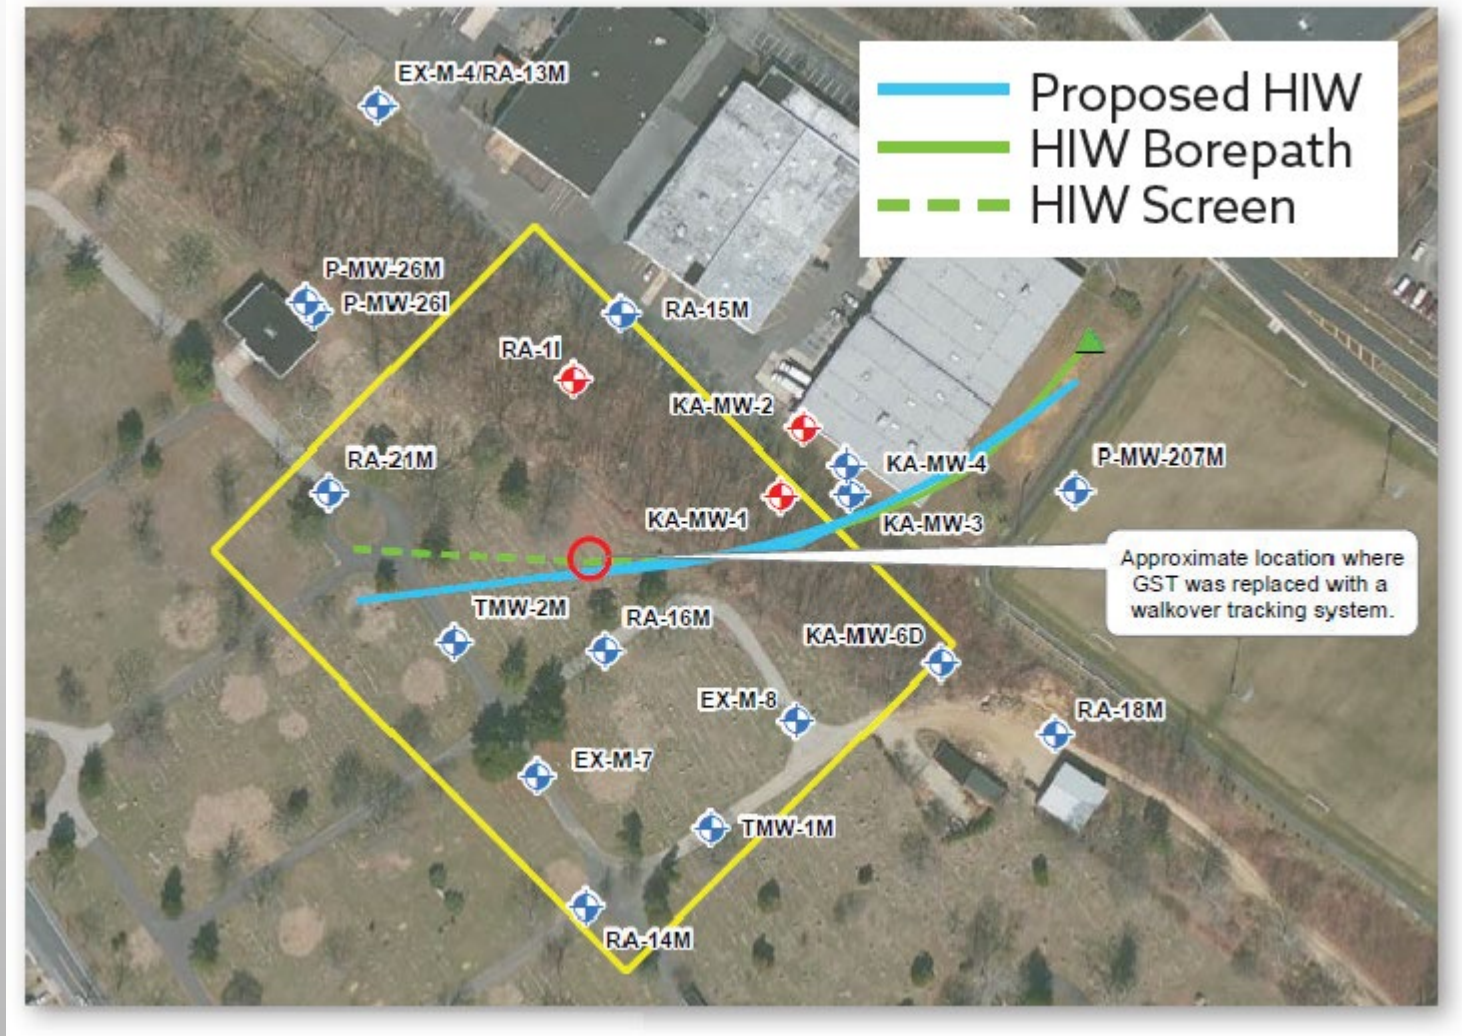 EX-M-4/RA-13M
Proposed HIW
HIW Borepath
HIW Screen
P-MW-26M
P-MW-26I
RA-15M
RA-1I
KA-MW-2
RA-21M
KA-MW-4
P-MW-207M
KA-MW-1
KA-MW-3
Approximate location where
GST was replaced with a
walkover tracking system.
TMW-2M
RA-16M
KA-MW-6D
EX-M-8
RA-18M
EX-M-7
TMW-1M
RA-14M